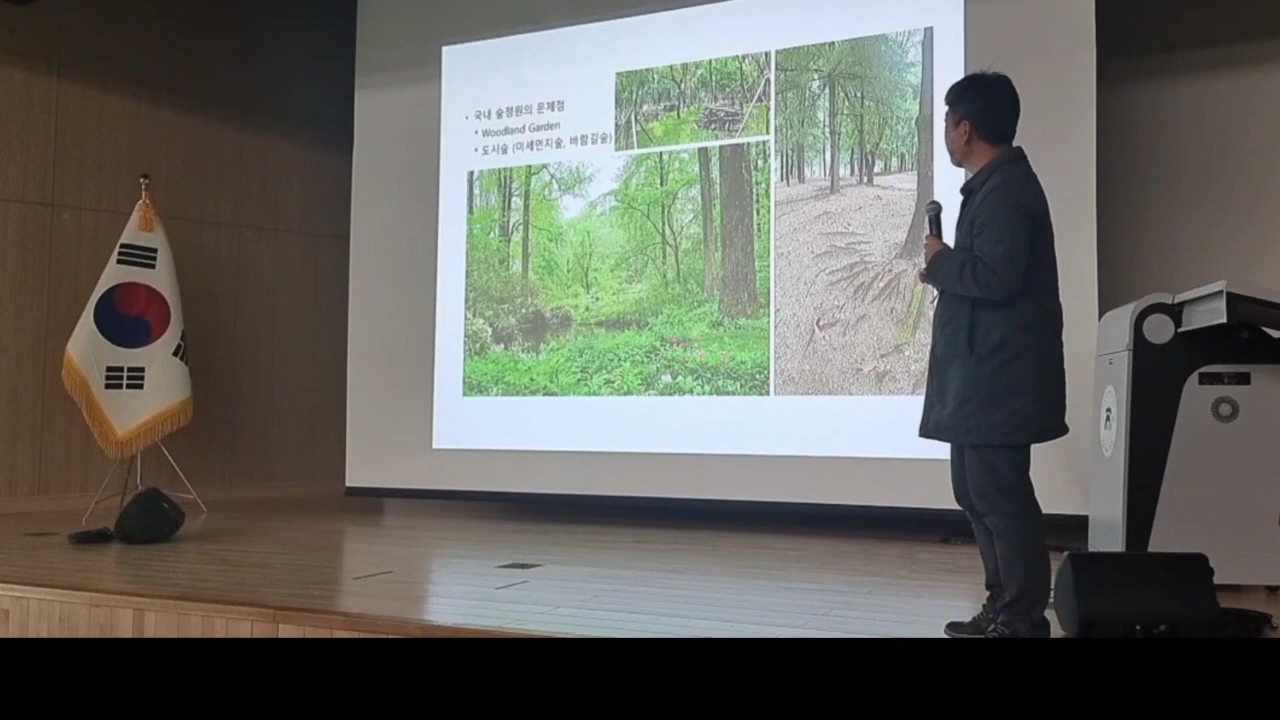 • 국내 숲정원의 문제점
* Woodland Garden
* 도시숲 (미세먼지숲, 바람길숲)